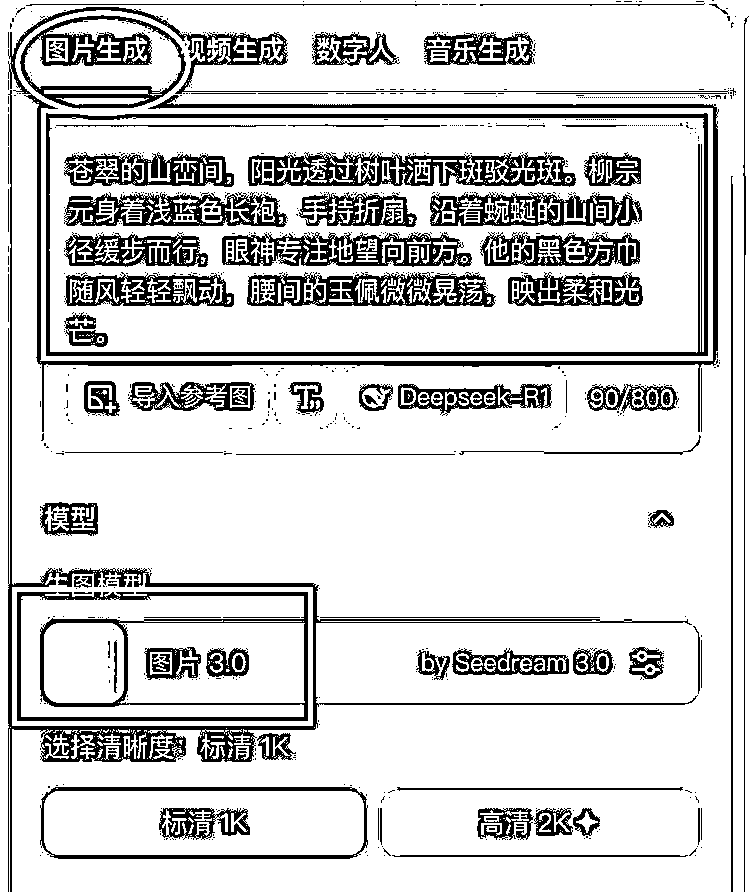 图片生成 视频生成 数字人 音乐生成
苍翠的山峦间，阳光透过树叶洒下斑驳光斑。柳宗
元身着浅蓝色长袍，手持折扇，沿着蜿蜒的山间小
径缓步而行，眼神专注地望向前方。他的黑色方巾
随风轻轻飘动，腰间的玉佩微微晃荡，映出柔和光
芒。
导入参考图 T Deepseek-R1 90/800
模型
生图模型
图片 3.0 by Seedream 3.0
选择清晰度：标清 1K
标清 1K 高清 2K